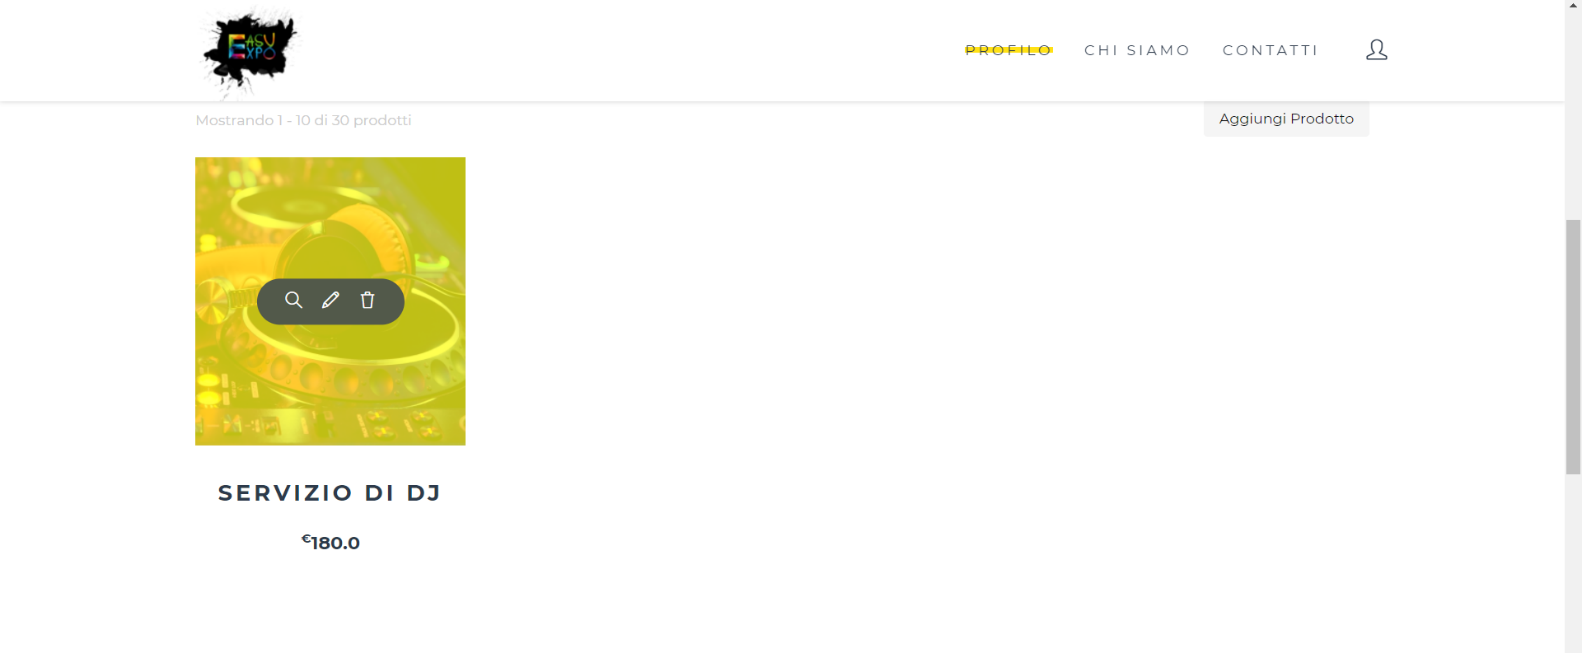 EASY
EXPO
PROFILO CHI SIAMO CONTATTI
Mostrando 1 - 10 di 30 prodotti
Aggiungi Prodotto
SERVIZIO DI DJ
€180.0